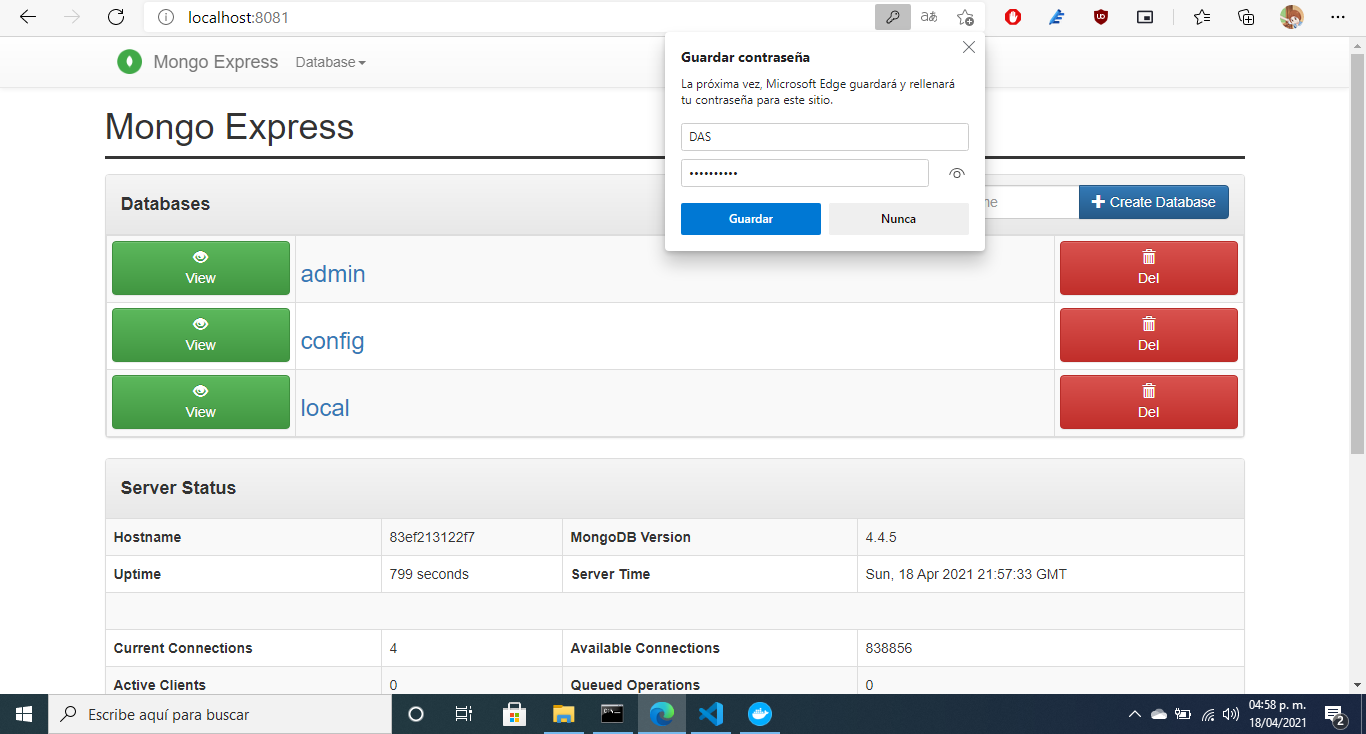 localhost:8081
Mongo Express Database
Guardar contraseña
La próxima vez, Microsoft Edge guardará y rellenará
tu contraseña para este sitio.
DAS
••••••••••
Guardar Nunca
Mongo Express
Databases
Create Database
View admin Del
View config Del
View local Del
Server Status
Hostname 83ef213122f7 MongoDB Version 4.4.5
Uptime 799 seconds Server Time Sun, 18 Apr 2021 21:57:33 GMT
Current Connections 4 Available Connections 838856
Active Clients 0 Queued Operations 0
Escribe aquí para buscar
04:58 p. m.
18/04/2021
2